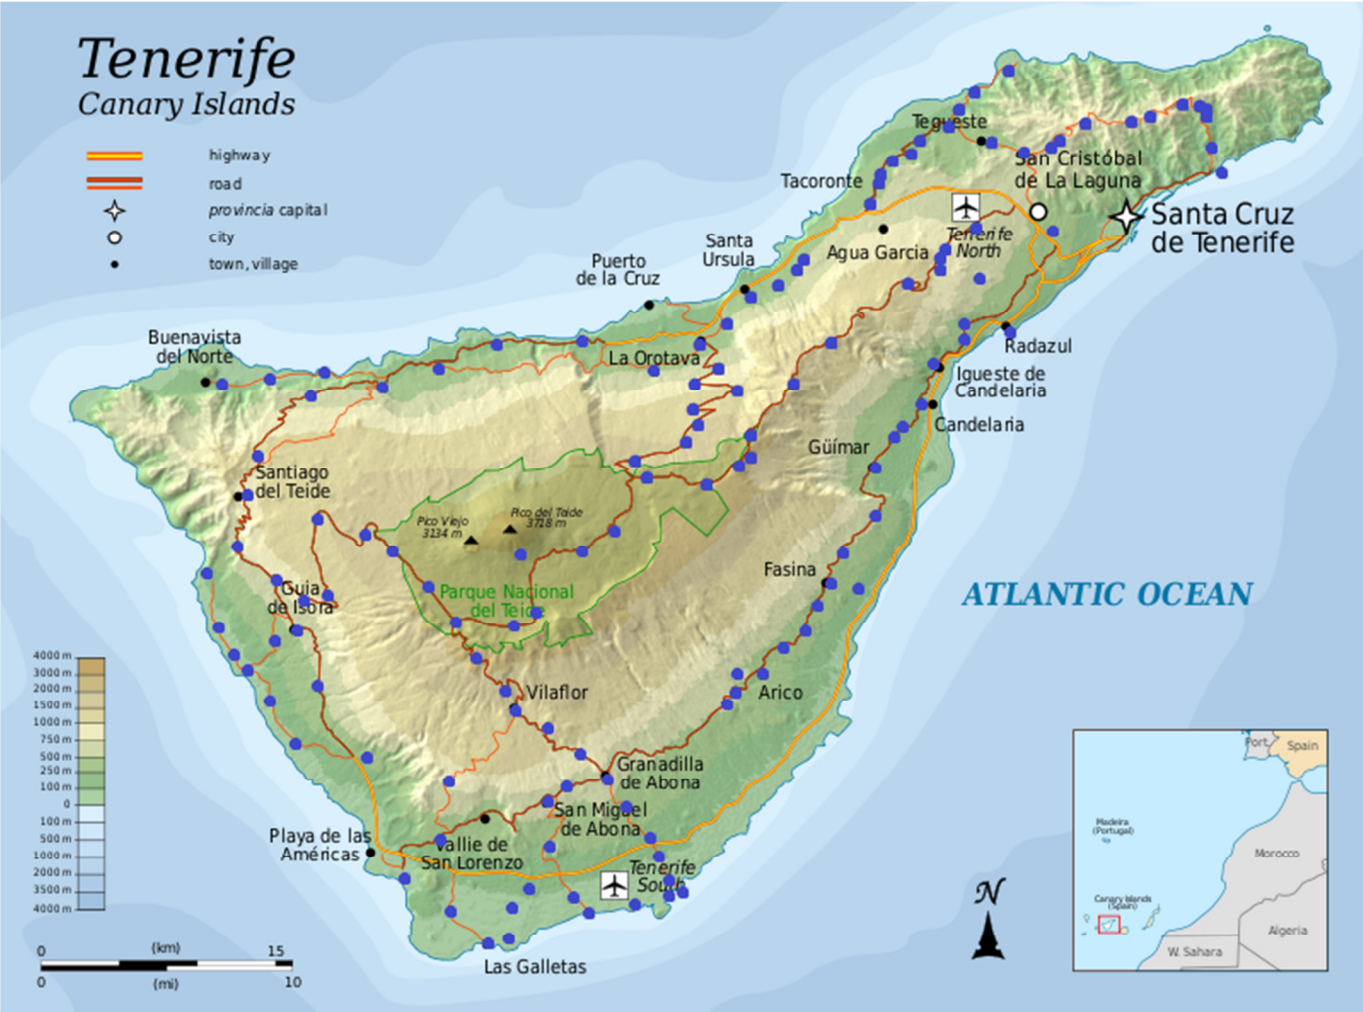 Tenerife
Canary Islands
highway
road
provincia capital
city
town, village
Tegueste
San Cristóbal
de La Laguna
Tacoronte
Santa Cruz
de Tenerife
Santa
Ursula
Agua Garcia
Tenerife
North
Puerto
de la Cruz
Buenavista
del Norte
La Orotava
Radazul
Igueste de
Candelaria
Candelaria
Güímar
Santiago
del Teide
Pico Viejo
3134 m
Pico del Teide
3718 m
Parque Nacional
del Teide
Fasina
ATLANTIC OCEAN
Guia
de Isora
Vilaflor
Arico
4000 m
3000 m
2000 m
1500 m
1000 m
750 m
500 m
250 m
100 m
0
100 m
500 m
1000 m
2000 m
3500 m
4000 m
Granadilla
de Abona
San Miguel
de Abona
Playa de las
Américas
Vallie de
San Lorenzo
Tenerife
South
Las Galletas
0 (km) 15
0 (mi) 10
N
Port.
Spain
Madeira
(Portugal)
Morocco
Canary Islands
(Spain)
Algeria
W. Sahara